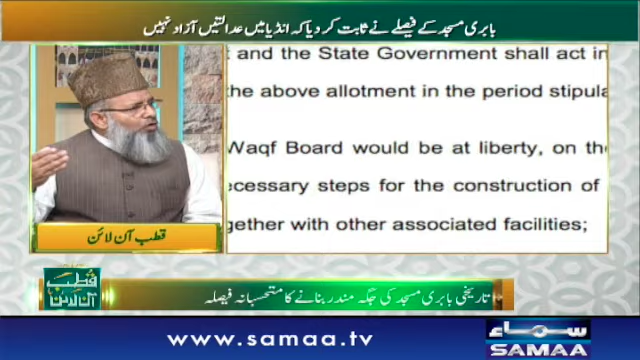 بابری مسجد کے فیصلے نے ثابت کر دیا کہ انڈیا میں عدالتیں آزاد نہیں
t and the State Government shall act in
the above allotment in the period stipula
Waqf Board would be at liberty, on the
ecessary steps for the construction of
gether with other associated facilities;
قطب آن لائن
قطب
آن لائن
تاریخی بابری مسجد کی جگہ مندر بنانے کا متعصبانہ فیصلہ
www.samaa.tv
سماء
SAMAA